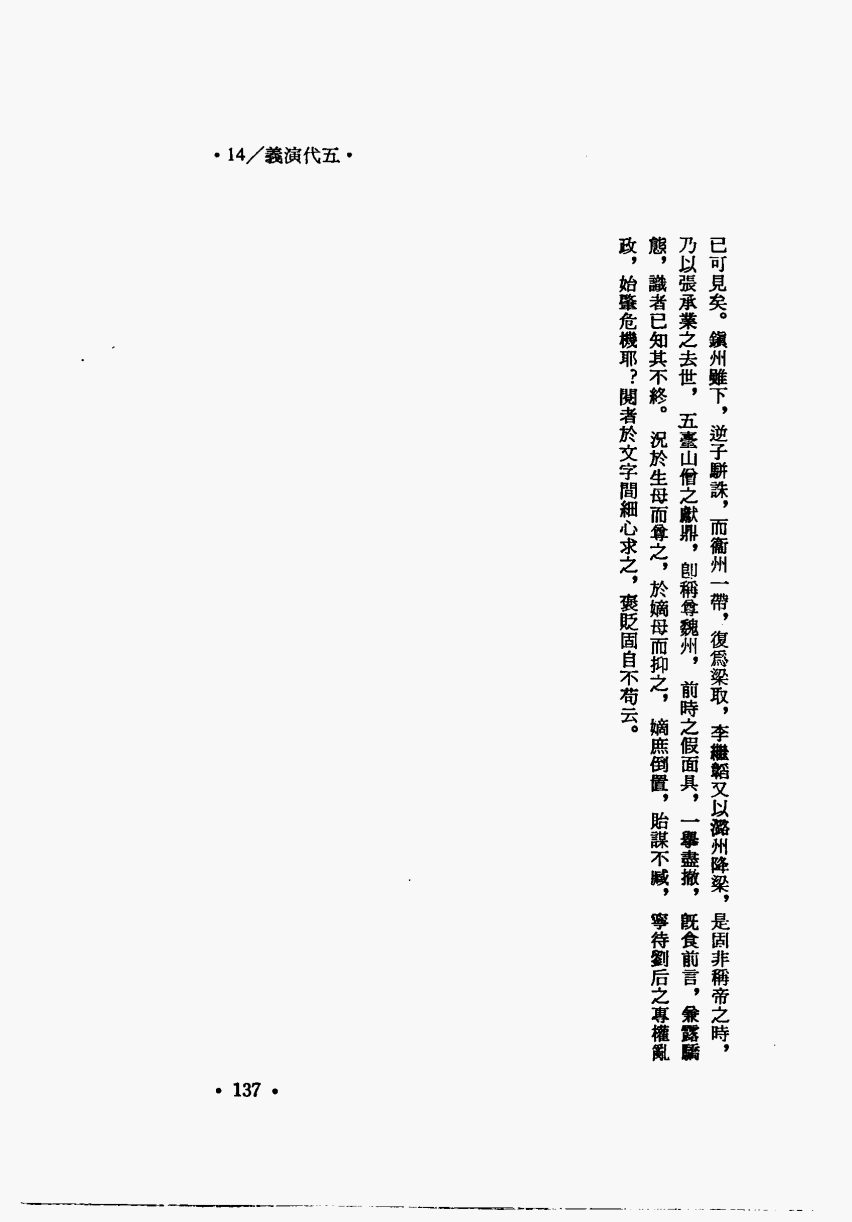 •14／義演代五•
已可見矣。鎭州雖下，逆子駢誅，而衞州一帶，復爲梁取，李繼韜又以潞州降梁，是固非稱帝之時，
乃以張承業之去世，五臺山僧之獻鼎，卽稱尊魏州，前時之假面具，一擧盡撤，旣食前言，兼露驕
態，識者已知其不終。況於生母而尊之，於嫡母而抑之，嫡庶倒置，貽謀不臧，寧待劉后之專權亂
政，始肇危機耶？閱者於文字間細心求之，褒貶固自不苟云。
•137•